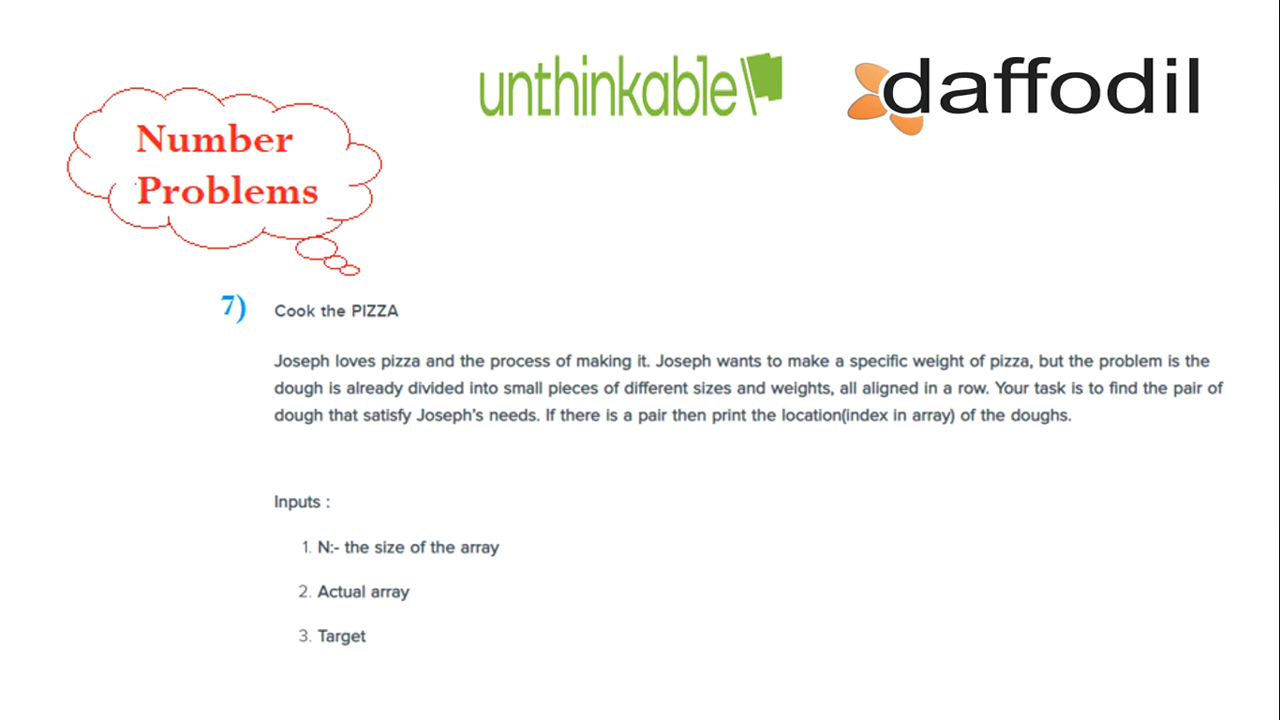 unthinkable
daffodil
Number
Problems
7)
Cook the PIZZA
Joseph loves pizza and the process of making it. Joseph wants to make a specific weight of pizza, but the problem is the
dough is already divided into small pieces of different sizes and weights, all aligned in a row. Your task is to find the pair of
dough that satisfy Joseph's needs. If there is a pair then print the location(index in array) of the doughs.
Inputs :
1. N:- the size of the array
2. Actual array
3. Target